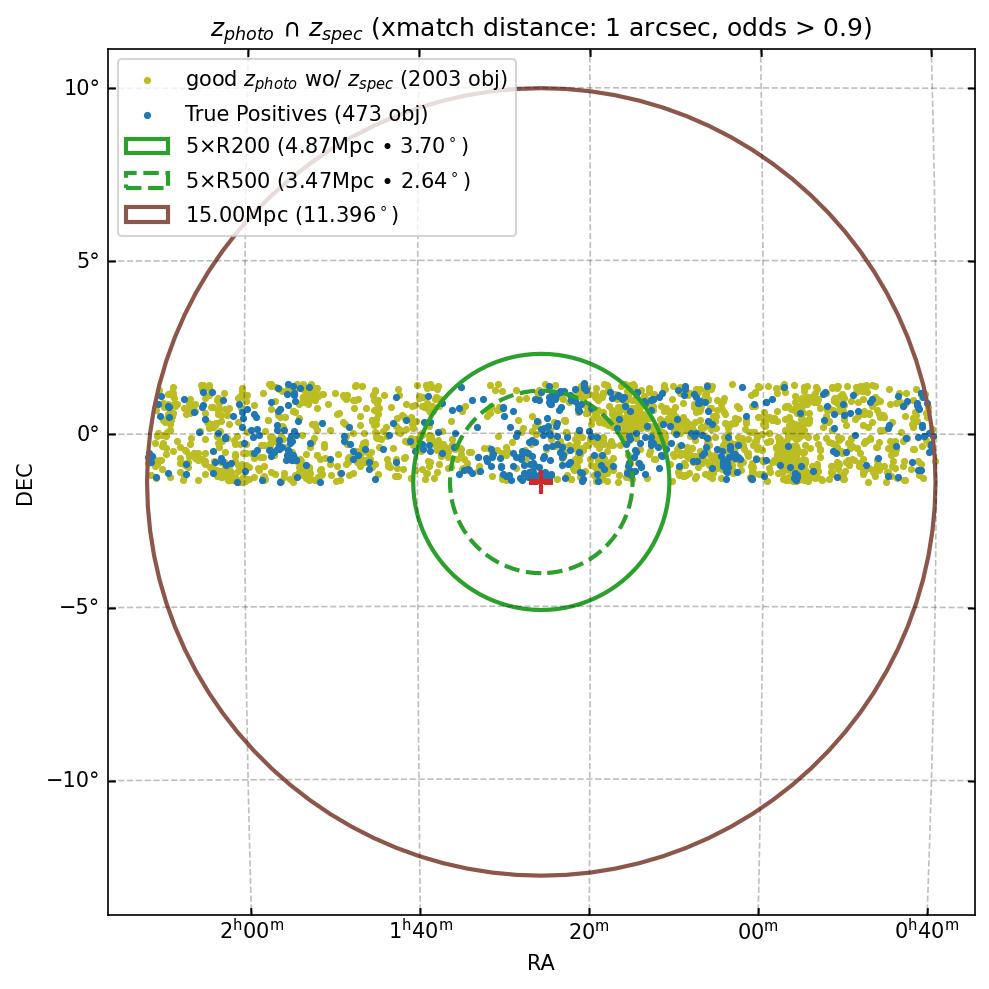 z_photo ∩ z_spec (xmatch distance: 1 arcsec, odds > 0.9)
good z_photo wo/ z_spec (2003 obj)
True Positives (473 obj)
5×R200 (4.87Mpc • 3.70°)
5×R500 (3.47Mpc • 2.64°)
15.00Mpc (11.396°)
10°
5°
0°
−5°
−10°
DEC
2ʰ00ᵐ 1ʰ40ᵐ 20ᵐ 00ᵐ 0ʰ40ᵐ
RA